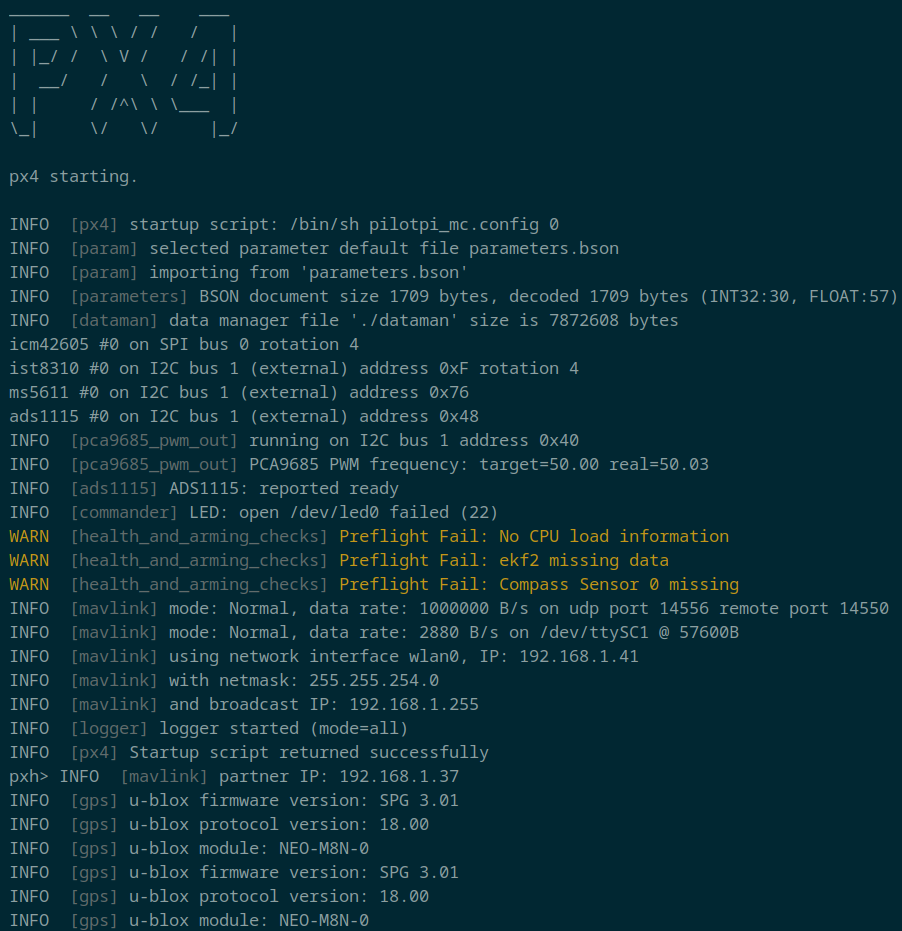 ______  __   __    ___
| ___ \ \ \ / /   /   |
| |_/ /  \ V /   / /| |
|  __/   /   \  / /_| |
| |     / /^\ \ \___  |
\_|     \/   \/     |_/

px4 starting.

INFO  [px4] startup script: /bin/sh pilotpi_mc.config 0
INFO  [param] selected parameter default file parameters.bson
INFO  [param] importing from 'parameters.bson'
INFO  [parameters] BSON document size 1709 bytes, decoded 1709 bytes (INT32:30, FLOAT:57)
INFO  [dataman] data manager file './dataman' size is 7872608 bytes
icm42605 #0 on SPI bus 0 rotation 4
ist8310 #0 on I2C bus 1 (external) address 0xF rotation 4
ms5611 #0 on I2C bus 1 (external) address 0x76
ads1115 #0 on I2C bus 1 (external) address 0x48
INFO  [pca9685_pwm_out] running on I2C bus 1 address 0x40
INFO  [pca9685_pwm_out] PCA9685 PWM frequency: target=50.00 real=50.03
INFO  [ads1115] ADS1115: reported ready
INFO  [commander] LED: open /dev/led0 failed (22)
WARN  [health_and_arming_checks] Preflight Fail: No CPU load information
WARN  [health_and_arming_checks] Preflight Fail: ekf2 missing data
WARN  [health_and_arming_checks] Preflight Fail: Compass Sensor 0 missing
INFO  [mavlink] mode: Normal, data rate: 1000000 B/s on udp port 14556 remote port 14550
INFO  [mavlink] mode: Normal, data rate: 2880 B/s on /dev/ttySC1 @ 57600B
INFO  [mavlink] using network interface wlan0, IP: 192.168.1.41
INFO  [mavlink] with netmask: 255.255.254.0
INFO  [mavlink] and broadcast IP: 192.168.1.255
INFO  [logger] logger started (mode=all)
INFO  [px4] Startup script returned successfully
pxh> INFO  [mavlink] partner IP: 192.168.1.37
INFO  [gps] u-blox firmware version: SPG 3.01
INFO  [gps] u-blox protocol version: 18.00
INFO  [gps] u-blox module: NEO-M8N-0
INFO  [gps] u-blox firmware version: SPG 3.01
INFO  [gps] u-blox protocol version: 18.00
INFO  [gps] u-blox module: NEO-M8N-0